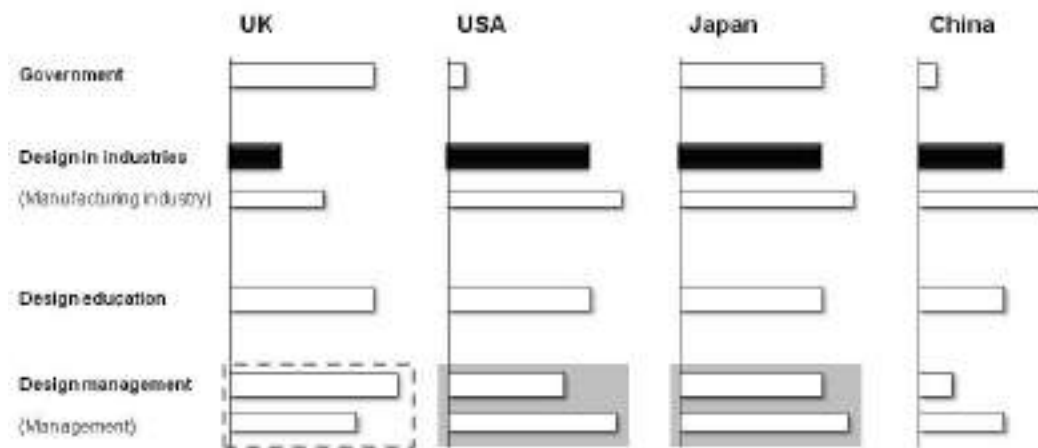 UK USA Japan China
Government
Design in industries
(Manufacturing industry)
Design education
Design management
(Management)